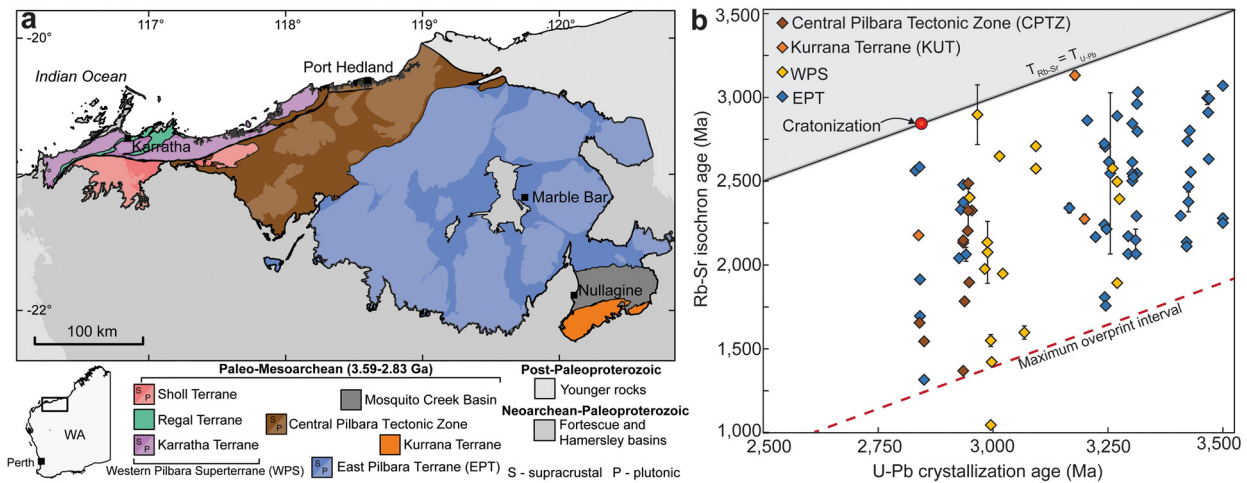 a
117°
118°
119°
120°
-20°
Indian Ocean
Port Hedland
Karratha
Marble Bar
Nullagine
-22°
100 km
WA
Perth
Paleo-Mesoarchean (3.59-2.83 Ga)
S P Sholl Terrane
Regal Terrane
S P Karratha Terrane
Western Pilbara Superterrane (WPS)
Mosquito Creek Basin
S P Central Pilbara Tectonic Zone
Kurrana Terrane
S P East Pilbara Terrane (EPT)
Post-Paleoproterozoic
Younger rocks
Neoarchean-Paleoproterozoic
Fortescue and
Hamersley basins
S - supracrustal P - plutonic
b
Central Pilbara Tectonic Zone (CPTZ)
Kurrana Terrane (KUT)
WPS
EPT
TRb-Sr = TU-Pb
Cratonization
Maximum overprint interval
Rb-Sr isochron age (Ma)
3,500
3,000
2,500
2,000
1,500
1,000
2,500
2,750
3,000
3,250
3,500
U-Pb crystallization age (Ma)